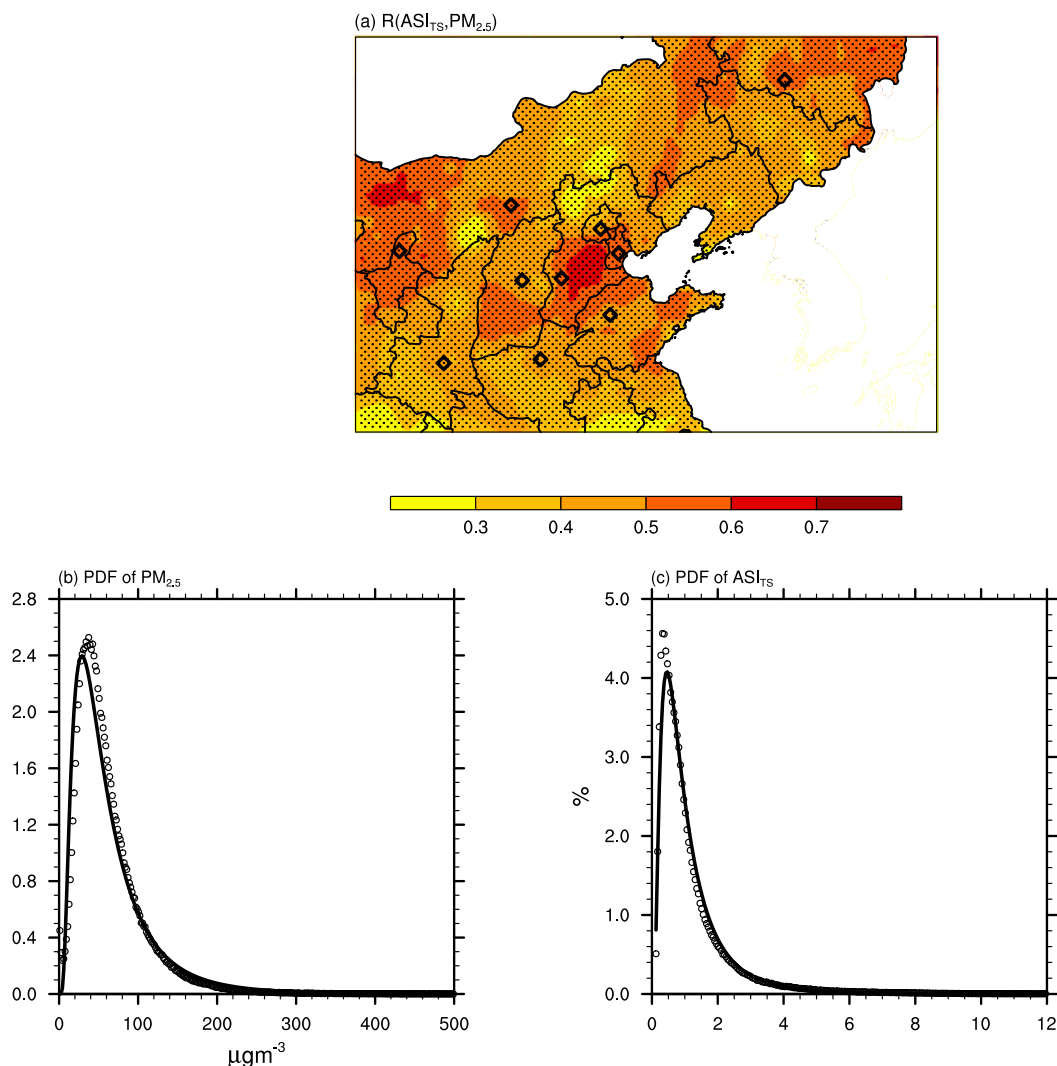 (a) R(ASI_TS,PM_2.5)
0.3 0.4 0.5 0.6 0.7
(b) PDF of PM_2.5
2.8
2.4
2.0
1.6
1.2
0.8
0.4
0.0
0 100 200 300 400 500
μgm^-3
(c) PDF of ASI_TS
%
5.0
4.0
3.0
2.0
1.0
0.0
0 2 4 6 8 10 12